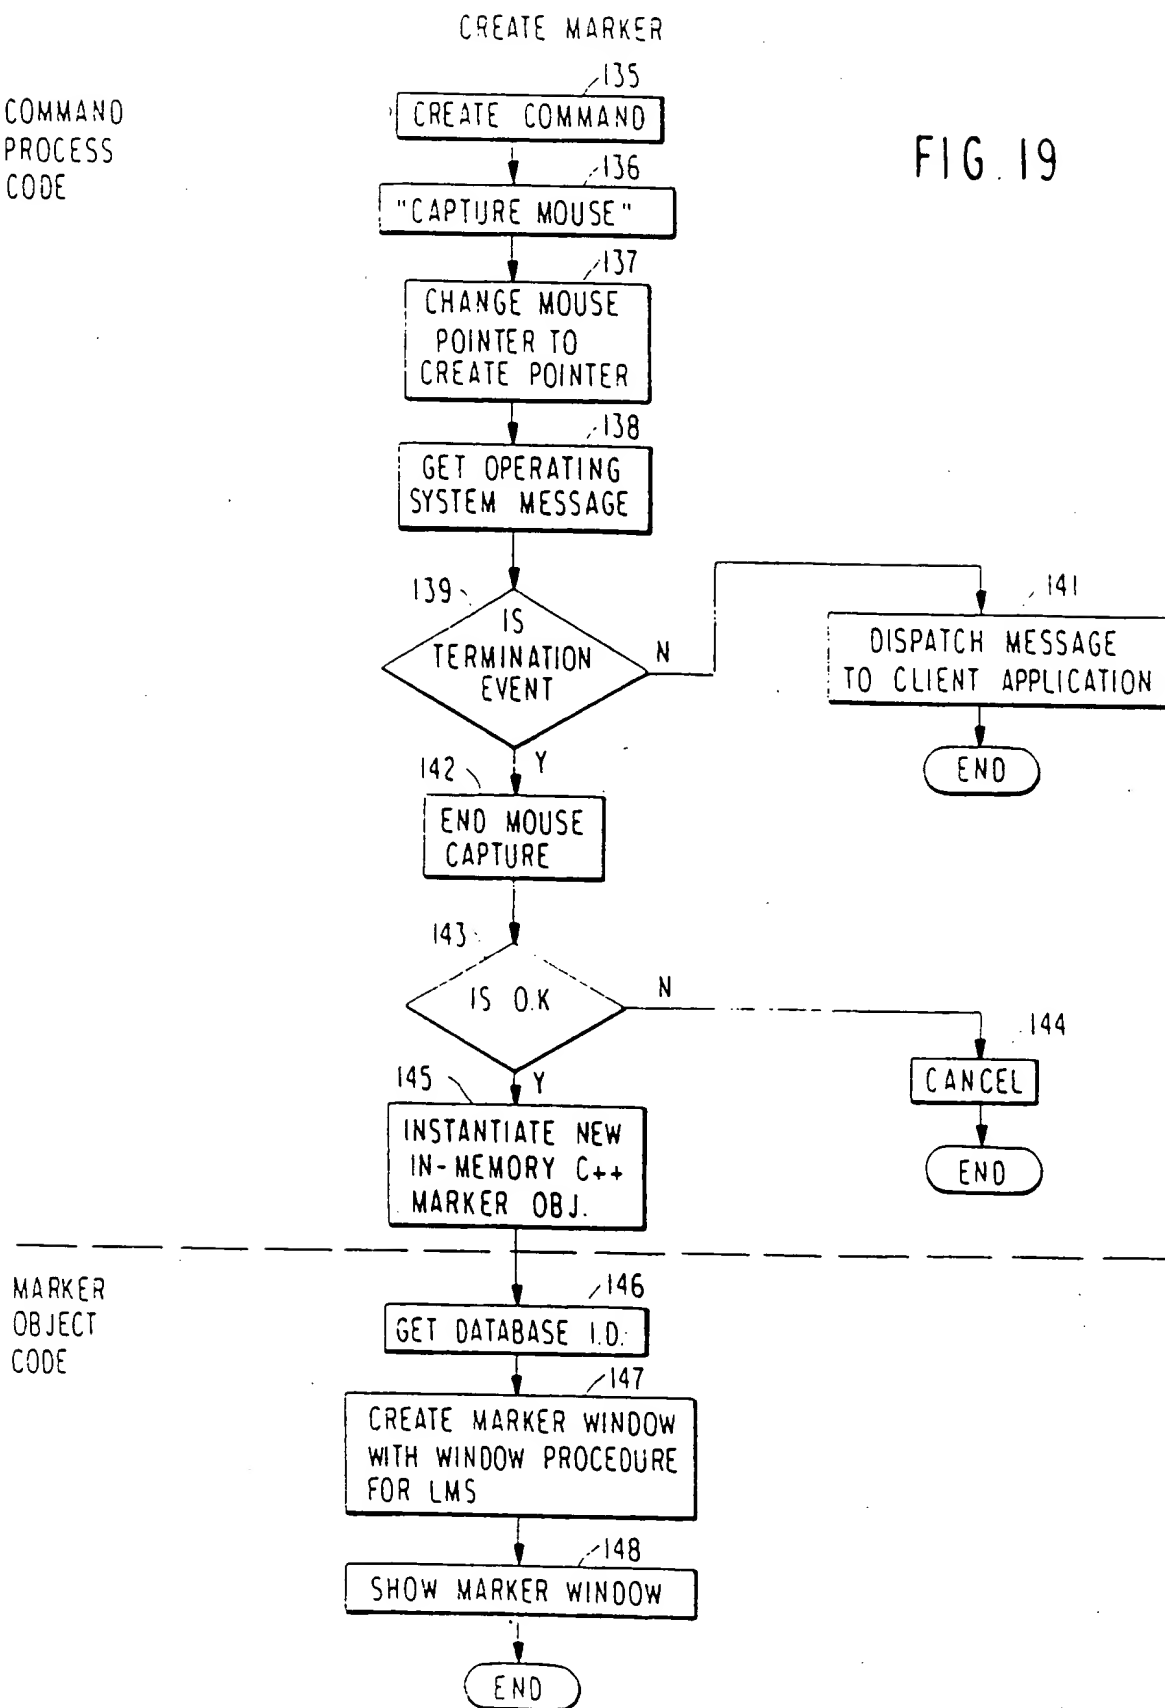 CREATE MARKER
COMMAND
PROCESS
CODE
135
CREATE COMMAND
FIG. 19
136
"CAPTURE MOUSE"
137
CHANGE MOUSE
POINTER TO
CREATE POINTER
138
GET OPERATING
SYSTEM MESSAGE
139
IS
TERMINATION
EVENT
N
141
DISPATCH MESSAGE
TO CLIENT APPLICATION
END
Y
142
END MOUSE
CAPTURE
143
IS O.K
N
144
CANCEL
END
Y
145
INSTANTIATE NEW
IN-MEMORY C++
MARKER OBJ.
MARKER
OBJECT
CODE
146
GET DATABASE I.D.
147
CREATE MARKER WINDOW
WITH WINDOW PROCEDURE
FOR LMS
148
SHOW MARKER WINDOW
END